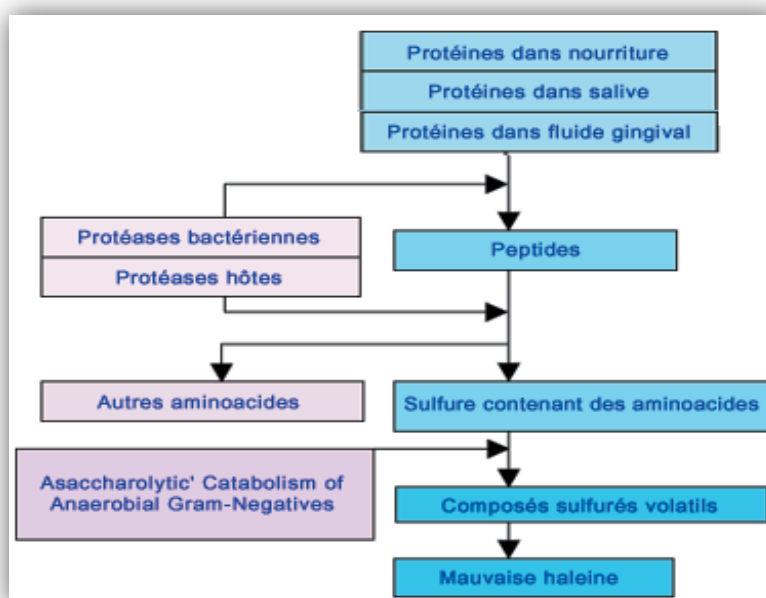 Protéines dans nourriture
Protéines dans salive
Protéines dans fluide gingival
Protéases bactériennes
Protéases hôtes
Peptides
Autres aminoacides
Sulfure contenant des aminoacides
Asaccharolytic' Catabolism of
Anaerobial Gram-Negatives
Composés sulfurés volatils
Mauvaise haleine